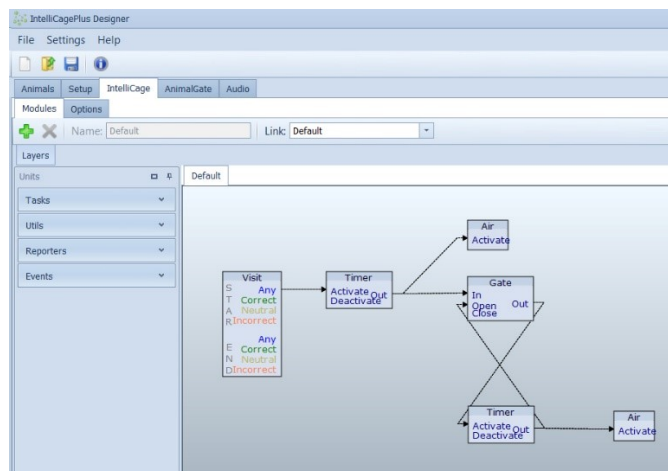 IntelliCagePlus Designer
File Settings Help
Animals Setup IntelliCage AnimalGate Audio
Modules Options
Name: Default Link: Default
Layers
Units
Default
Tasks
Utils
Reporters
Events
Visit
S Any
T Correct
A Neutral
R Incorrect
Any
E Correct
N Neutral
D Incorrect
Timer
Activate Out
Deactivate
Air
Activate
Gate
In
Open Out
Close
Timer
Activate Out
Deactivate
Air
Activate